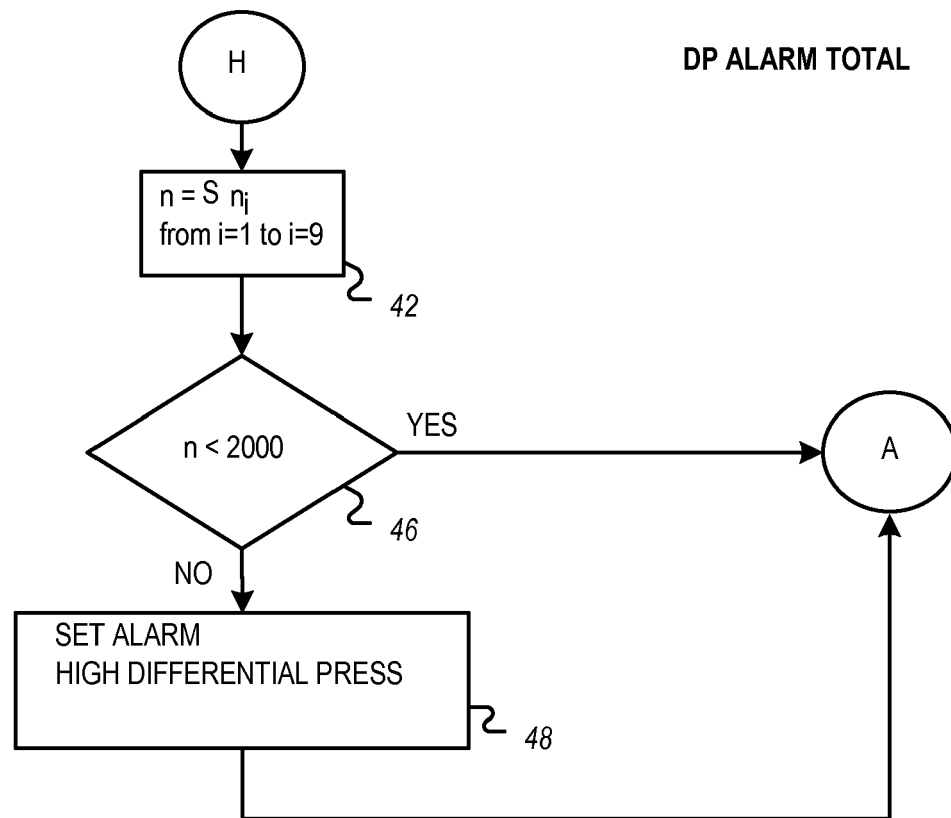 H
DP ALARM TOTAL
n = S nᵢ
from i=1 to i=9
42
n < 2000
YES
A
46
NO
SET ALARM
HIGH DIFFERENTIAL PRESS
48